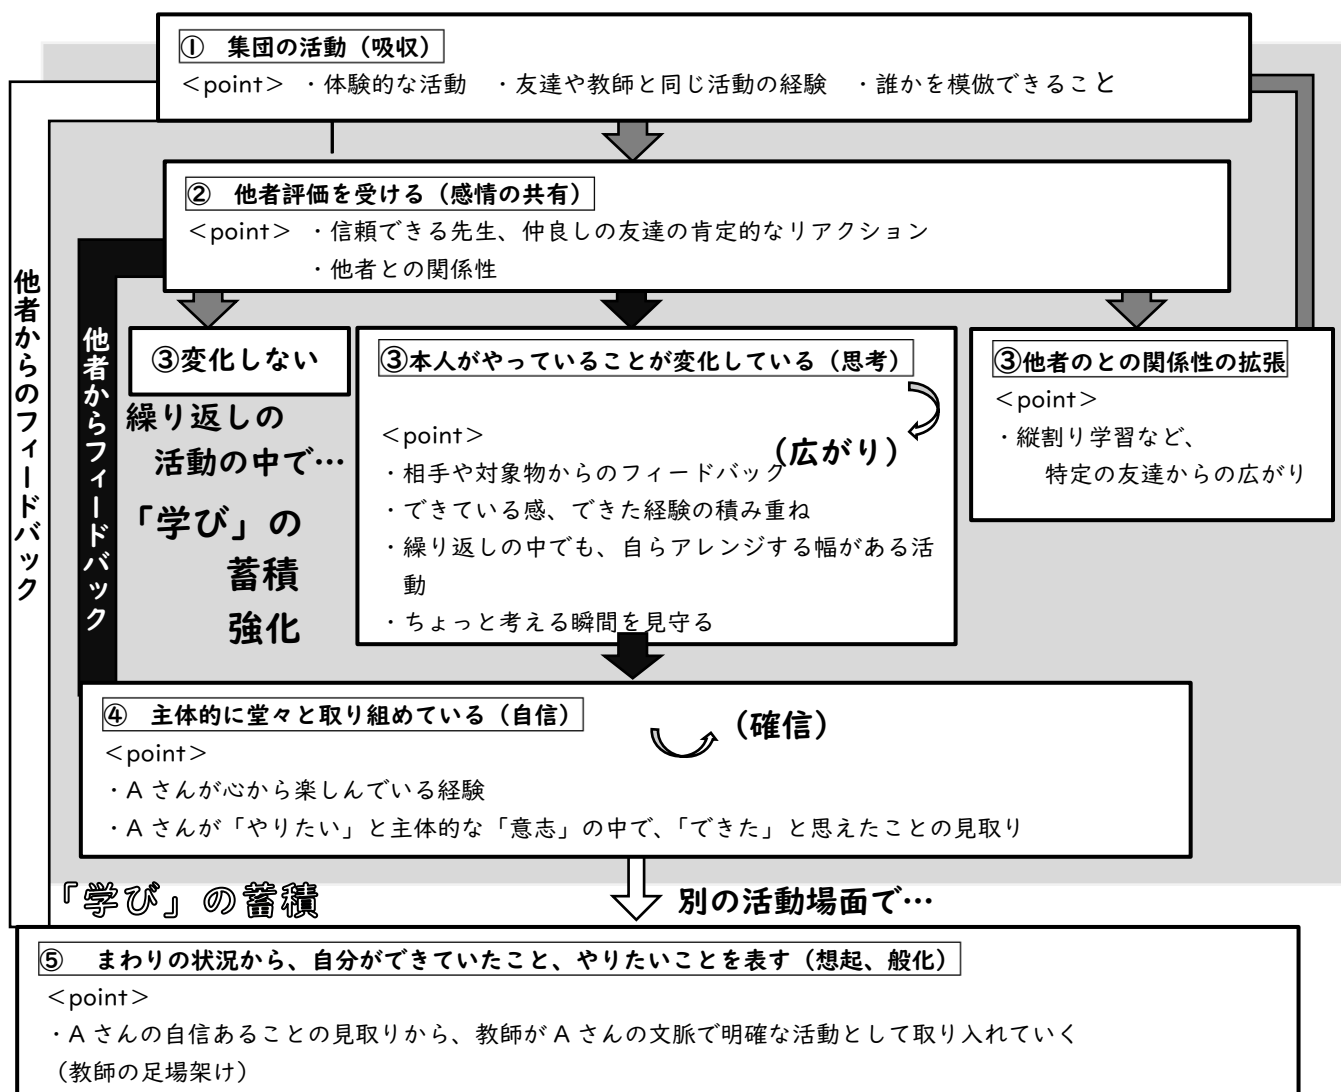 ① 集団の活動(吸収)
<point> ・体験的な活動 ・友達や教師と同じ活動の経験 ・誰かを模倣できること
② 他者評価を受ける(感情の共有)
<point> ・信頼できる先生、仲良しの友達の肯定的なリアクション
・他者との関係性
他者からのフィードバック
他者からフィードバック
③変化しない
繰り返しの
活動の中で…
「学び」の
蓄積
強化
③本人がやっていることが変化している(思考)
(広がり)
<point>
・相手や対象物からのフィードバック
・できている感、できた経験の積み重ね
・繰り返しの中でも、自らアレンジする幅がある活
動
・ちょっと考える瞬間を見守る
③他者のとの関係性の拡張
<point>
・縦割り学習など、
特定の友達からの広がり
④ 主体的に堂々と取り組めている(自信)
(確信)
<point>
・A さんが心から楽しんでいる経験
・A さんが「やりたい」と主体的な「意志」の中で、「できた」と思えたことの見取り
「学び」の蓄積
別の活動場面で…
⑤ まわりの状況から、自分ができていたこと、やりたいことを表す(想起、般化)
<point>
・A さんの自信あることの見取りから、教師が A さんの文脈で明確な活動として取り入れていく
(教師の足場架け)